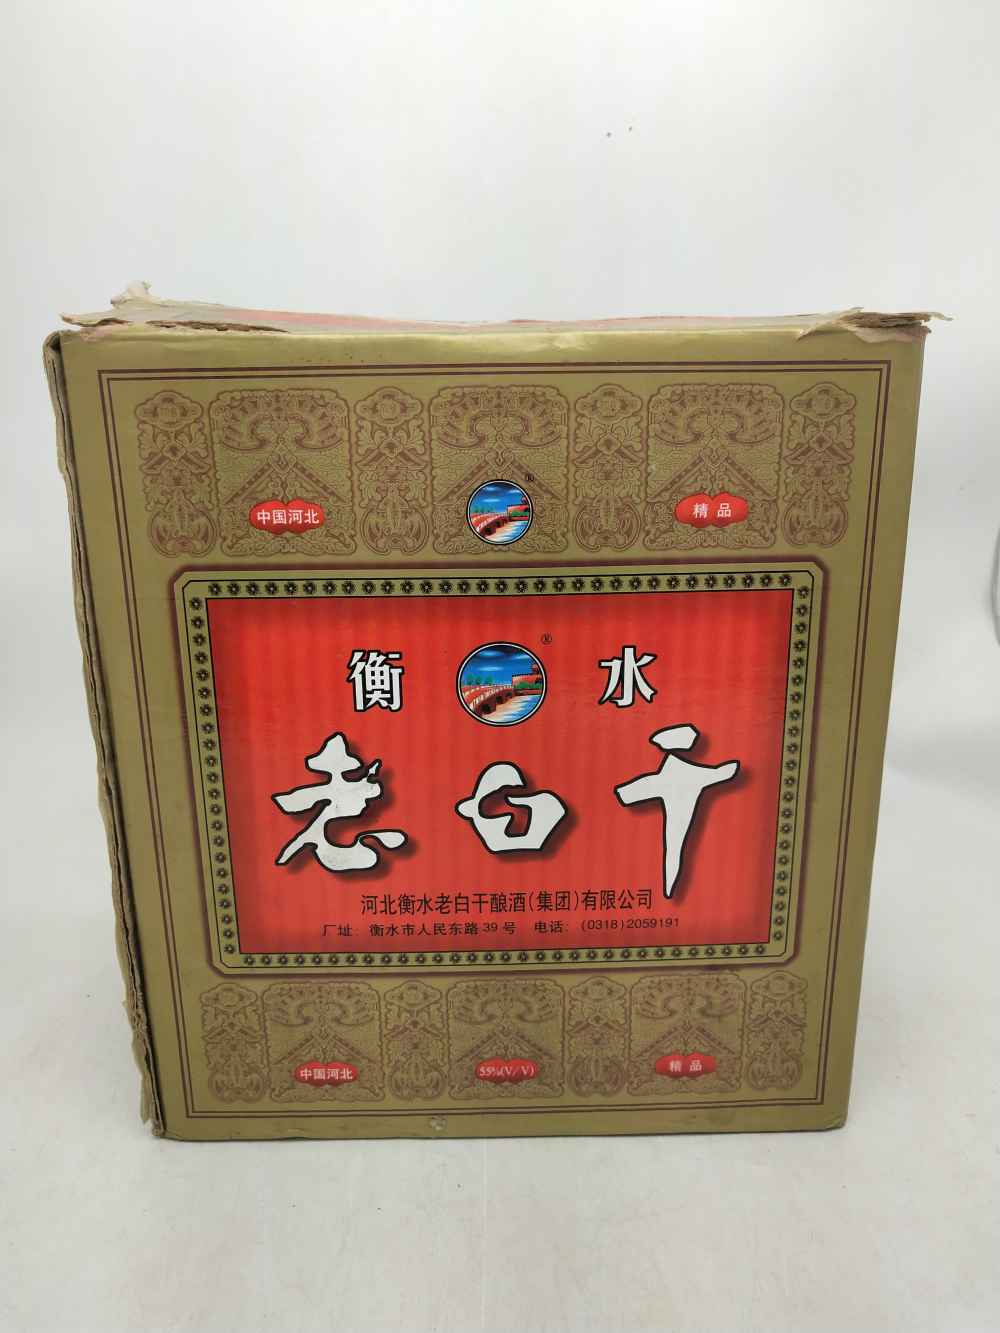 中国河北
®
精品
衡
®
水
老白干
河北衡水老白干酿酒(集团)有限公司
厂址: 衡水市人民东路39号 电话: (0318)2059191
中国河北
55%(V/V)
精品